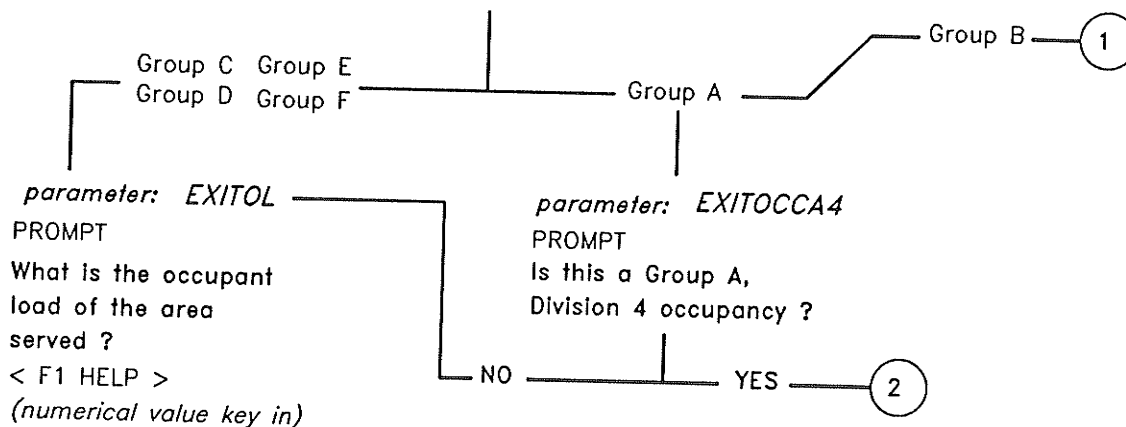 Group B
1
Group C Group E
Group D Group F
Group A
parameter: EXITOL
PROMPT
What is the occupant
load of the area
served ?
< F1 HELP >
(numerical value key in)
parameter: EXITOCCA4
PROMPT
Is this a Group A,
Division 4 occupancy ?
NO
YES
2